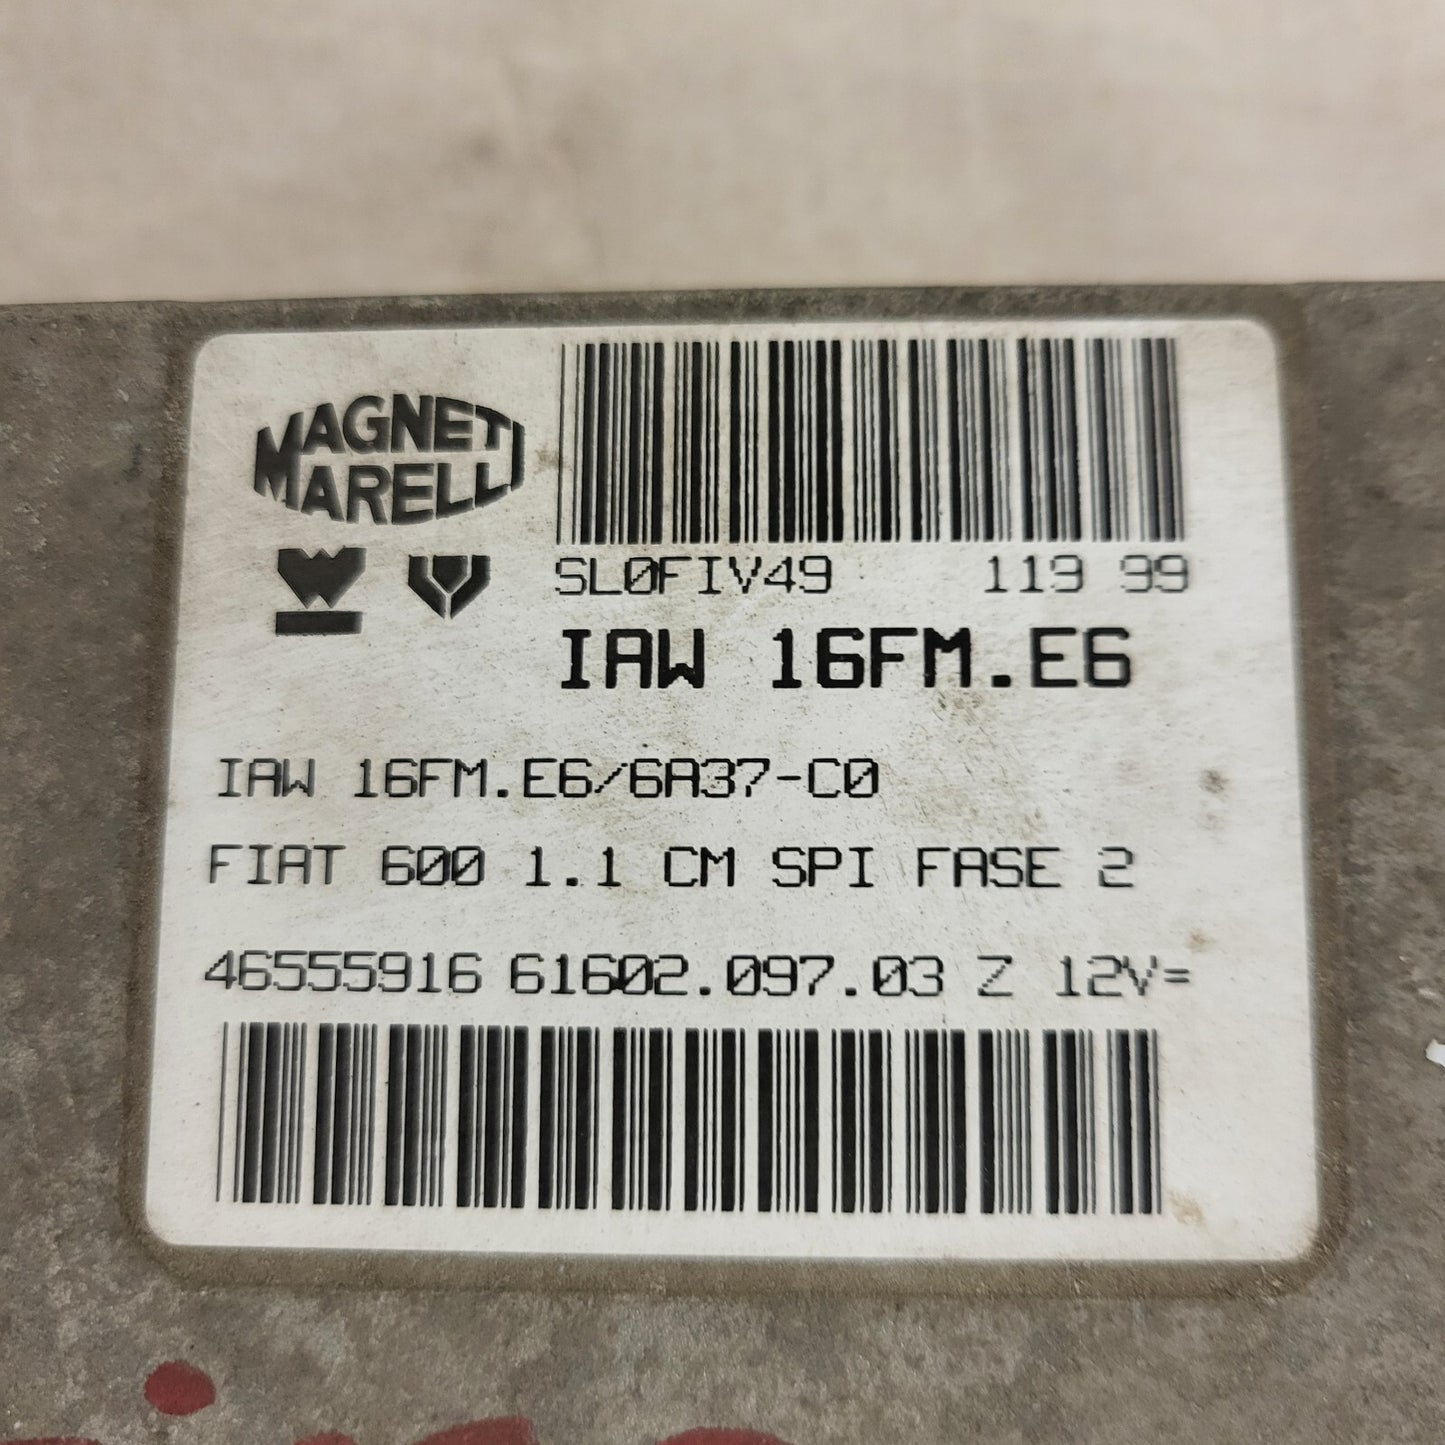 MAGNETI
MARELLI
SL0FIV49 119 99
IAW 16FM.E6
IAW 16FM.E6/6A37-C0
FIAT 600 1.1 CM SPI FASE 2
46555916 61602.097.03 Z 12V=